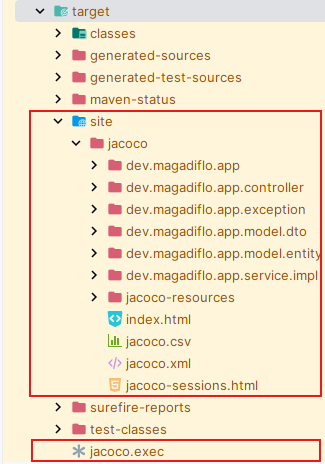 target
classes
generated-sources
generated-test-sources
maven-status
site
jacoco
dev.magadiflo.app
dev.magadiflo.app.controller
dev.magadiflo.app.exception
dev.magadiflo.app.model.dto
dev.magadiflo.app.model.entity
dev.magadiflo.app.service.impl
jacoco-resources
index.html
jacoco.csv
jacoco.xml
jacoco-sessions.html
surefire-reports
test-classes
jacoco.exec